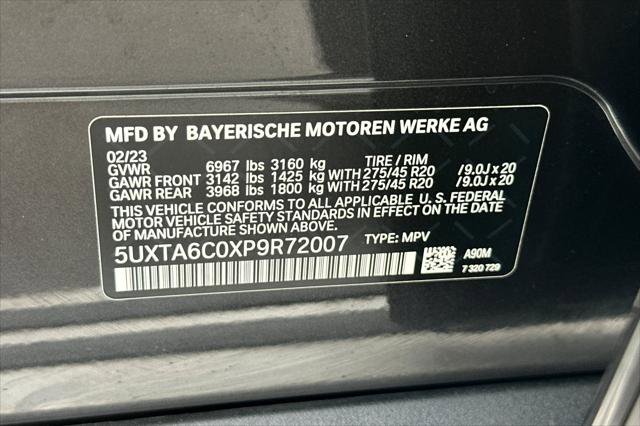 MFD BY BAYERISCHE MOTOREN WERKE AG
02/23
GVWR 6967 lbs 3160 kg TIRE / RIM
GAWR FRONT 3142 lbs 1425 kg WITH 275/45 R20 /9.0J x 20
GAWR REAR 3968 lbs 1800 kg WITH 275/45 R20 /9.0J x 20
THIS VEHICLE CONFORMS TO ALL APPLICABLE U. S. FEDERAL
MOTOR VEHICLE SAFETY STANDARDS IN EFFECT ON THE DATE
OF MANUFACTURE SHOWN ABOVE.
5UXTA6C0XP9R72007 TYPE: MPV
A90M
7 320 729